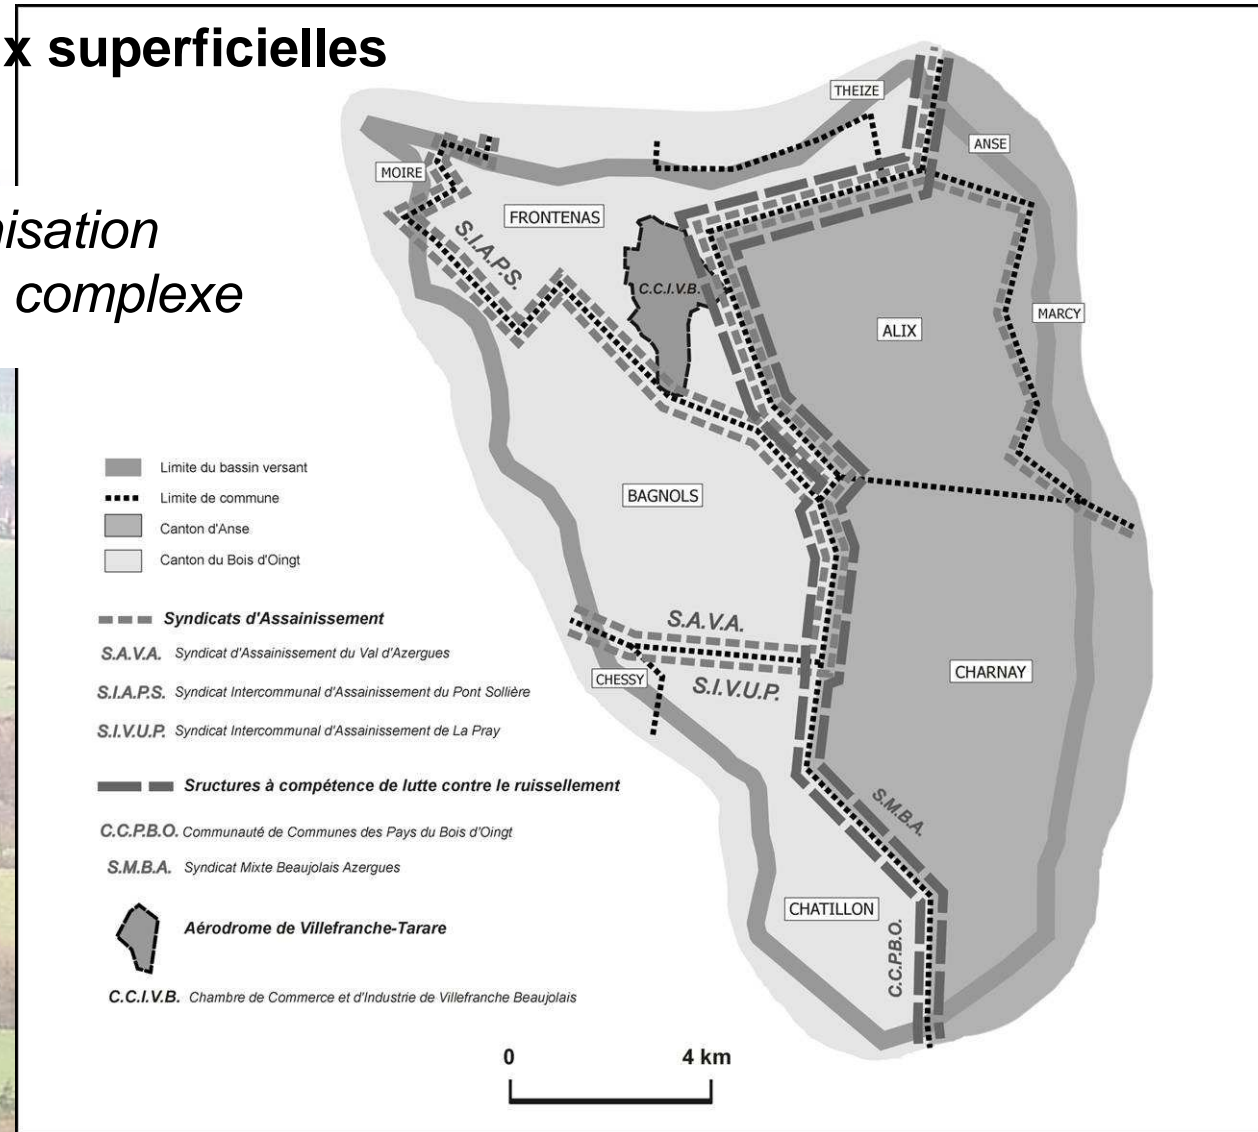 x superficielles
nisation
complexe
THEIZE
ANSE
MOIRE
FRONTENAS
S.I.A.P.S.
C.C.I.V.B.
MARCY
ALIX
BAGNOLS
S.A.V.A.
S.I.V.U.P.
CHESSY
CHARNAY
S.M.B.A.
CHATILLON
C.C.P.B.O.
Limite du bassin versant
Limite de commune
Canton d'Anse
Canton du Bois d'Oingt
Syndicats d'Assainissement
S.A.V.A. Syndicat d'Assainissement du Val d'Azergues
S.I.A.P.S. Syndicat Intercommunal d'Assainissement du Pont Sollière
S.I.V.U.P. Syndicat Intercommunal d'Assainissement de La Pray
Sructures à compétence de lutte contre le ruissellement
C.C.P.B.O. Communauté de Communes des Pays du Bois d'Oingt
S.M.B.A. Syndicat Mixte Beaujolais Azergues
Aérodrome de Villefranche-Tarare
C.C.I.V.B. Chambre de Commerce et d'Industrie de Villefranche Beaujolais
0 4 km